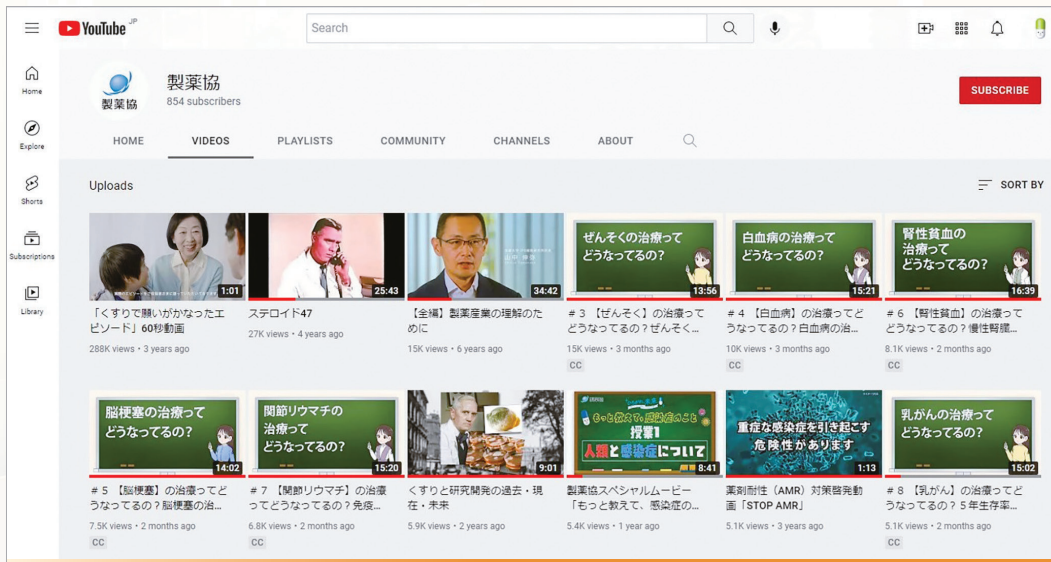 YouTube JP
Search
Home
Explore
Shorts
Subscriptions
Library
製薬協
製薬協
854 subscribers
SUBSCRIBE
HOME VIDEOS PLAYLISTS COMMUNITY CHANNELS ABOUT
Uploads
SORT BY
1:01
「くすりで願いがかなったエ
ピソード」60秒動画
288K views • 3 years ago
25:43
ステロイド47
27K views • 4 years ago
34:42
【全編】製薬産業の理解のた
めに
15K views • 6 years ago
ぜんそくの治療って
どうなってるの?
13:56
#3 【ぜんそく】の治療って
どうなってるの?ぜんそく...
15K views • 3 months ago
CC
白血病の治療って
どうなってるの?
15:21
#4 【白血病】の治療ってど
うなってるの?白血病の治...
10K views • 3 months ago
CC
腎性貧血の
治療って
どうなってるの?
16:39
#6 【腎性貧血】の治療って
どうなってるの?慢性腎臓...
8.1K views • 2 months ago
CC
脳梗塞の治療って
どうなってるの?
14:02
#5 【脳梗塞】の治療ってど
うなってるの?脳梗塞の治...
7.5K views • 2 months ago
CC
関節リウマチの
治療って
どうなってるの?
15:20
#7 【関節リウマチ】の治療
ってどうなってるの?免疫...
6.8K views • 2 months ago
CC
9:01
くすりと研究開発の過去・現
在・未来
5.9K views • 2 years ago
もっと教えて、感染症のこと
授業1
人類と感染症について
8:41
製薬協スペシャルムービー
「もっと教えて、感染症の...
5.4K views • 1 year ago
重症な感染症を引き起こす
危険性があります
1:13
薬剤耐性(AMR)対策啓発動
画「STOP AMR」
5.1K views • 3 years ago
乳がんの治療って
どうなってるの?
15:02
#8 【乳がん】の治療ってど
うなってるの?5年生存率...
5.1K views • 2 months ago
CC